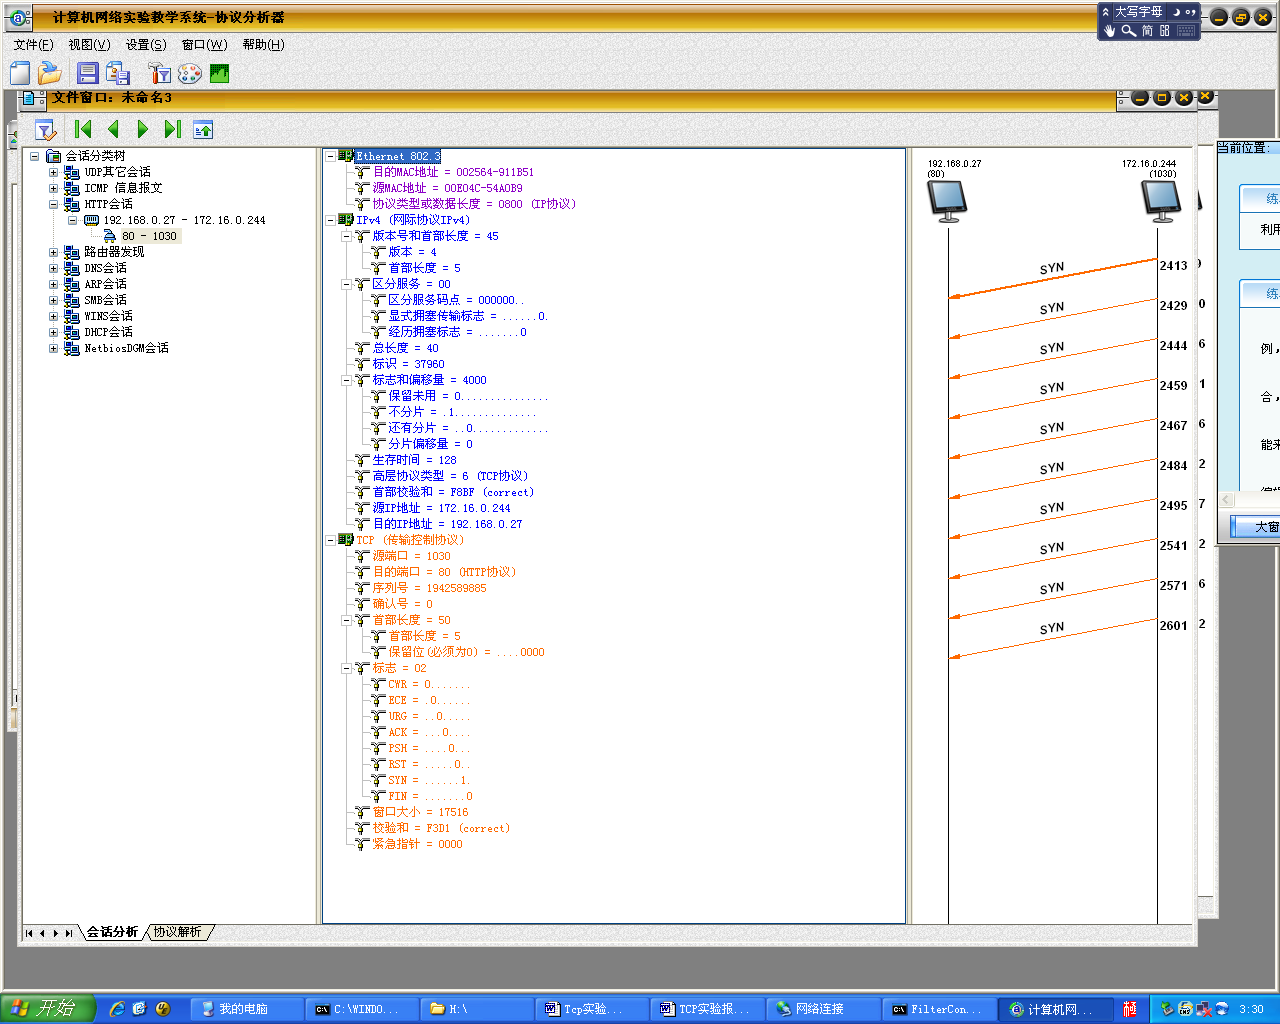 计算机网络实验教学系统-协议分析器
大写字母
简
文件(F) 视图(V) 设置(S) 窗口(W) 帮助(H)
文件窗口: 未命名3
会话分类树
UDP其它会话
ICMP 信息报文
HTTP会话
192.168.0.27 - 172.16.0.244
80 - 1030
路由器发现
DNS会话
ARP会话
SMB会话
WINS会话
DHCP会话
NetbiosDGM会话
Ethernet 802.3
目的MAC地址 = 002564-911B51
源MAC地址 = 00E04C-54A0B9
协议类型或数据长度 = 0800 (IP协议)
IPv4 (网际协议IPv4)
版本号和首部长度 = 45
版本 = 4
首部长度 = 5
区分服务 = 00
区分服务码点 = 000000..
显式拥塞传输标志 = ......0.
经历拥塞标志 = .......0
总长度 = 40
标识 = 37960
标志和偏移量 = 4000
保留未用 = 0...............
不分片 = .1..............
还有分片 = ..0.............
分片偏移量 = 0
生存时间 = 128
高层协议类型 = 6 (TCP协议)
首部校验和 = F8BF (correct)
源IP地址 = 172.16.0.244
目的IP地址 = 192.168.0.27
TCP (传输控制协议)
源端口 = 1030
目的端口 = 80 (HTTP协议)
序列号 = 1942589885
确认号 = 0
首部长度 = 50
首部长度 = 5
保留位(必须为0) = ....0000
标志 = 02
CWR = 0.......
ECE = .0......
URG = ..0.....
ACK = ...0....
PSH = ....0...
RST = .....0..
SYN = ......1.
FIN = .......0
窗口大小 = 17516
校验和 = F3D1 (correct)
紧急指针 = 0000
192.168.0.27
(80)
172.16.0.244
(1030)
SYN 2413
SYN 2429 0
SYN 2444 6
SYN 2459 1
SYN 2467 6
SYN 2484 2
SYN 2495 7
SYN 2541 2
SYN 2571 6
SYN 2601 2
当前位置:
练
利用
练
例，
合，
能来
大窗
会话分析 协议解析
开始
我的电脑
C:\WINDO...
H:\
Tcp实验...
TCP实验报...
网络连接
FilterCon...
计算机网...
3:30